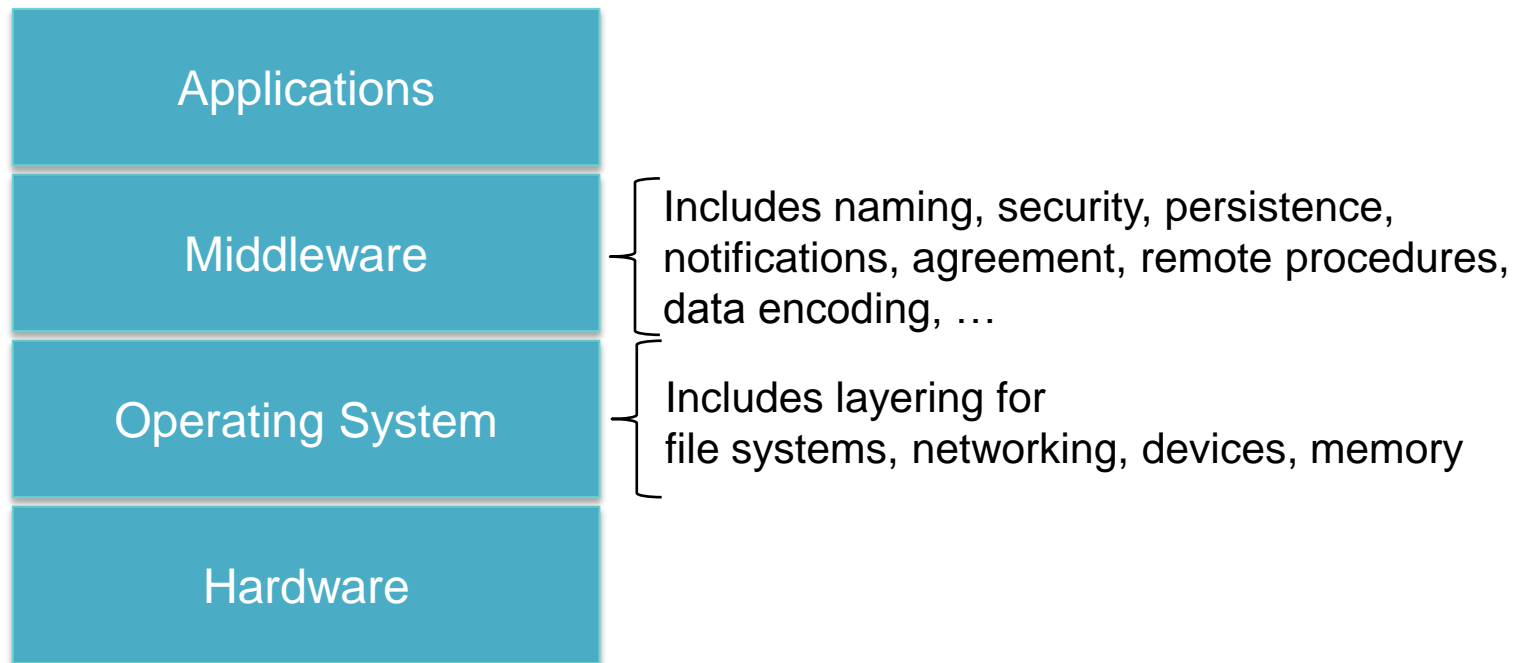 Applications
Middleware
Includes naming, security, persistence,
notifications, agreement, remote procedures,
data encoding, …
Operating System
Includes layering for
file systems, networking, devices, memory
Hardware